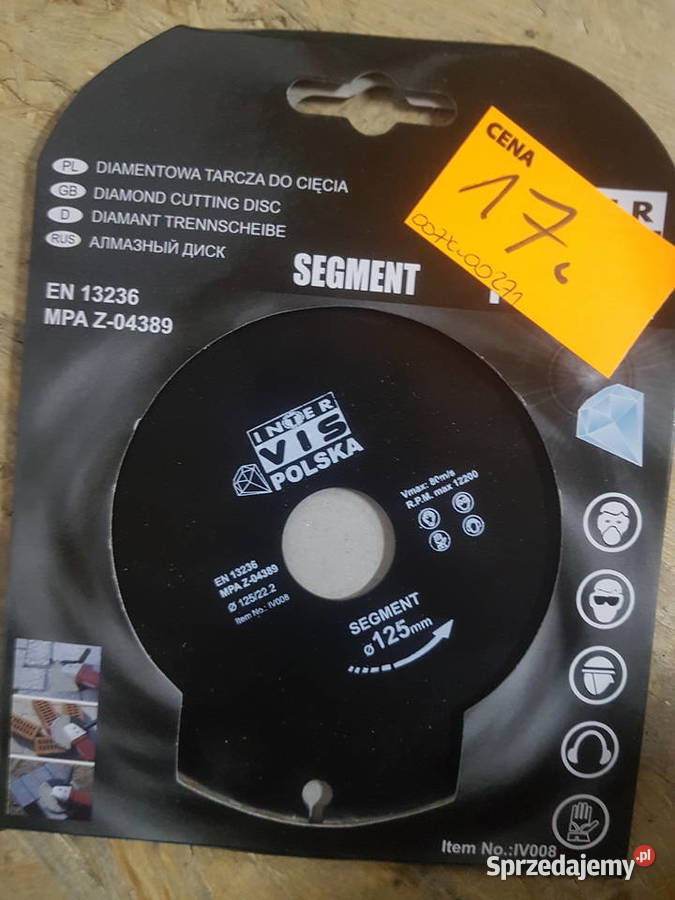 PL DIAMENTOWA TARCZA DO CIĘCIA
GB DIAMOND CUTTING DISC
D DIAMANT TRENNSCHEIBE
RUS АЛМАЗНЫЙ ДИСК
CENA
17,
SEGMENT
EN 13236
MPA Z-04389
INTER
VIS
POLSKA
Vmax: 80m/s
R.P.M. max 12200
EN 13236
MPA Z-04389
Ø 125/22.2
Item No.: IV008
SEGMENT
Ø125mm
Item No.:IV008
Sprzedajemy.pl